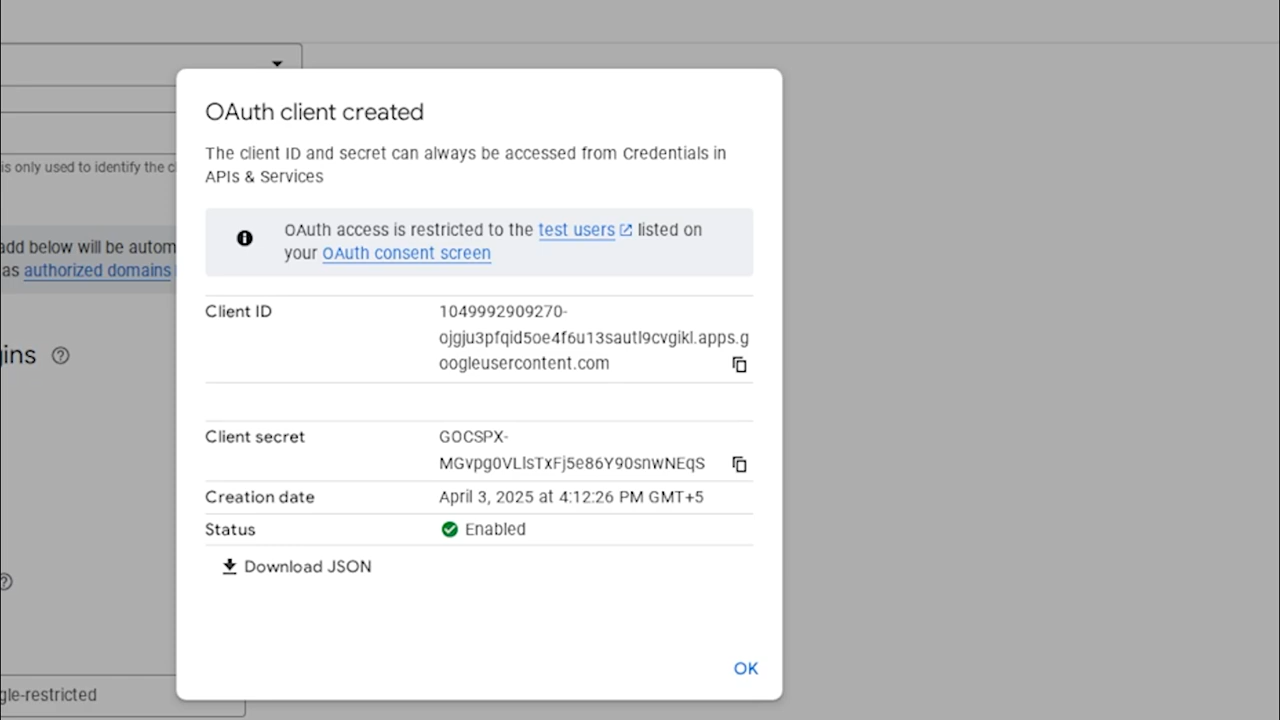 is only used to identify the c
add below will be autom
as authorized domains
gins
gle-restricted
OAuth client created
The client ID and secret can always be accessed from Credentials in
APIs & Services
OAuth access is restricted to the test users listed on
your OAuth consent screen
Client ID
1049992909270-
ojgju3pfqid5oe4f6u13sautl9cvgikl.apps.g
oogleusercontent.com
Client secret
GOCSPX-
MGvpg0VLlsTxFj5e86Y90snwNEqS
Creation date
April 3, 2025 at 4:12:26 PM GMT+5
Status
Enabled
Download JSON
OK